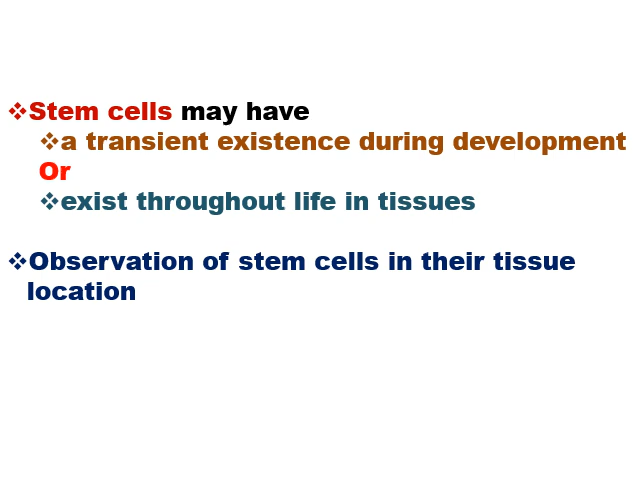 ❖Stem cells may have
❖a transient existence during development
Or
❖exist throughout life in tissues
❖Observation of stem cells in their tissue
location